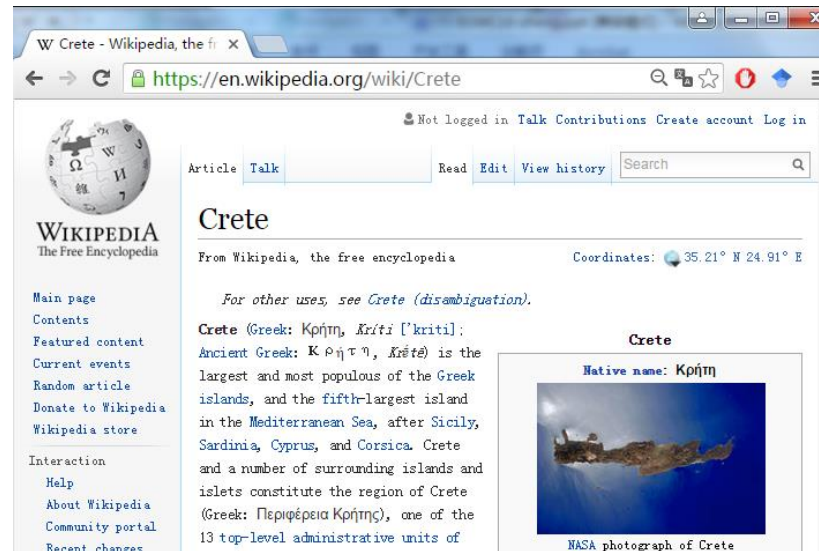 W Crete - Wikipedia, the fr
https://en.wikipedia.org/wiki/Crete
Not logged in Talk Contributions Create account Log in
Article Talk Read Edit View history Search
WIKIPEDIA
The Free Encyclopedia
Crete
From Wikipedia, the free encyclopedia
Coordinates: 35.21° N 24.91° E
Main page
Contents
Featured content
Current events
Random article
Donate to Wikipedia
Wikipedia store
Interaction
Help
About Wikipedia
Community portal
Recent changes
For other uses, see Crete (disambiguation).
Crete (Greek: Κρήτη, Kríti ['kriti];
Ancient Greek: Κρήτη, Krḗtē) is the
largest and most populous of the Greek
islands, and the fifth-largest island
in the Mediterranean Sea, after Sicily,
Sardinia, Cyprus, and Corsica. Crete
and a number of surrounding islands and
islets constitute the region of Crete
(Greek: Περιφέρεια Κρήτης), one of the
13 top-level administrative units of
Crete
Native name: Κρήτη
NASA photograph of Crete